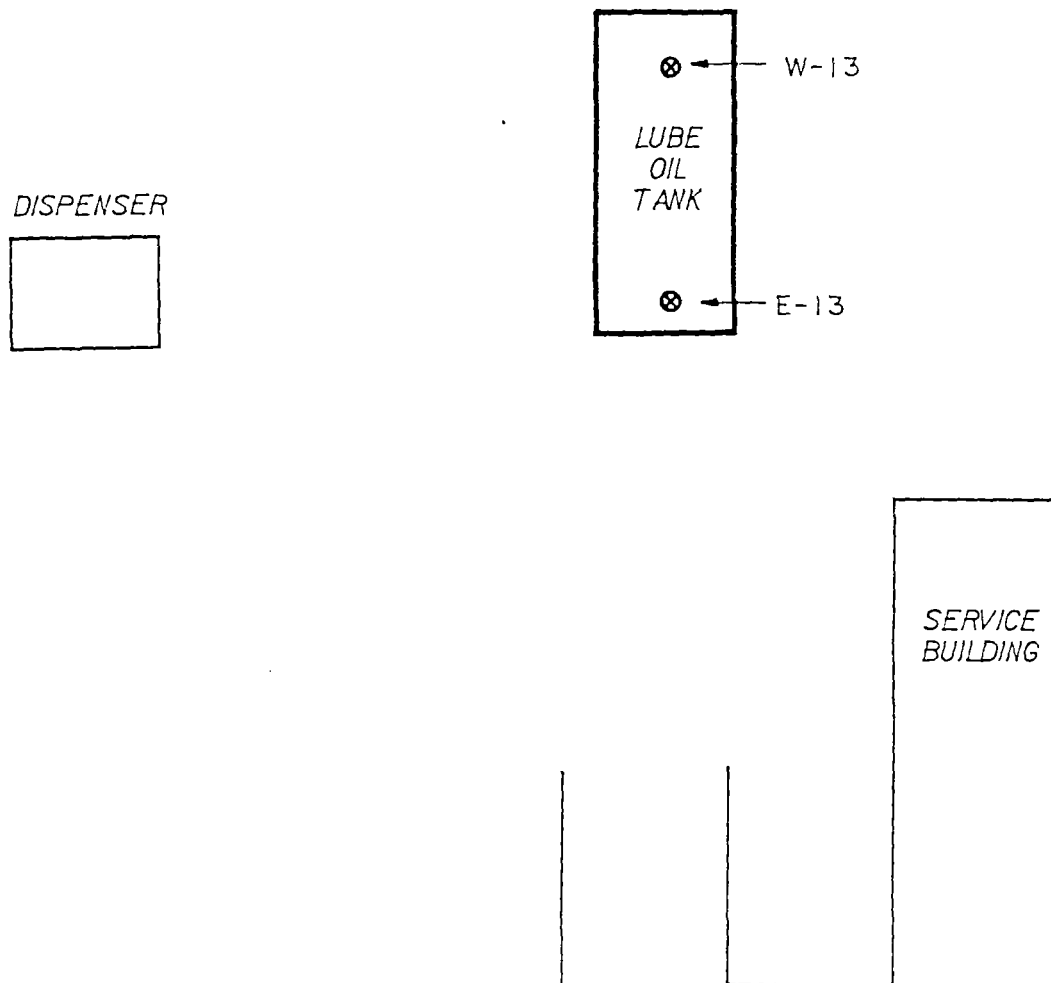 W-13
LUBE
OIL
TANK
DISPENSER
E-13
SERVICE
BUILDING